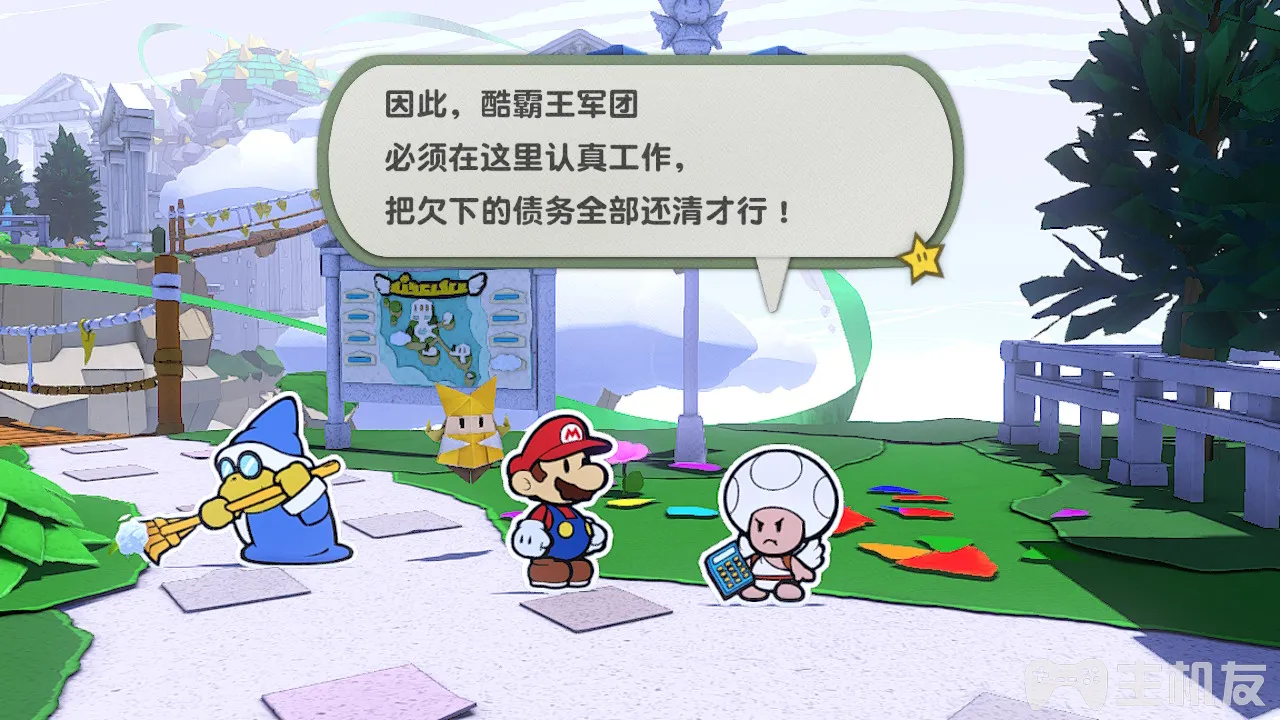 因此，酷霸王军团
必须在这里认真工作，
把欠下的债务全部还清才行！
M
主机友